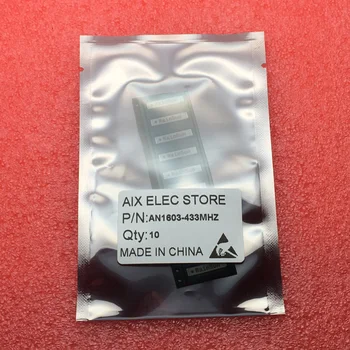 AIX ELEC STORE
P/N:AN1603-433MHZ
Qty:10
MADE IN CHINA